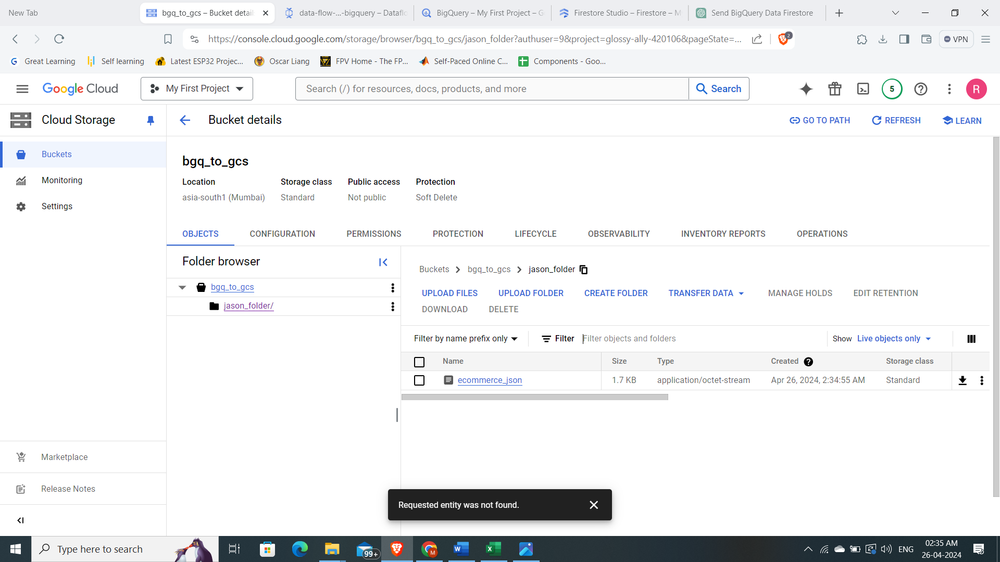 New Tab
bgq_to_gcs – Bucket details
data-flow-...-bigquery – Dataflo
BigQuery – My First Project – G
Firestore Studio – Firestore – M
Send BigQuery Data Firestore
https://console.cloud.google.com/storage/browser/bgq_to_gcs/jason_folder?authuser=9&project=glossy-ally-420106&pageState=...
2
VPN
Great Learning
Self learning
Latest ESP32 Projec...
Oscar Liang
FPV Home - The FP...
Self-Paced Online C...
Components - Goo...
Google Cloud
My First Project
Search (/) for resources, docs, products, and more
Search
5
R
Cloud Storage
Bucket details
GO TO PATH
REFRESH
LEARN
Buckets
Monitoring
Settings
bgq_to_gcs
Location Storage class Public access Protection
asia-south1 (Mumbai) Standard Not public Soft Delete
OBJECTS CONFIGURATION PERMISSIONS PROTECTION LIFECYCLE OBSERVABILITY INVENTORY REPORTS OPERATIONS
Folder browser
bgq_to_gcs
jason_folder/
Buckets > bgq_to_gcs > jason_folder
UPLOAD FILES UPLOAD FOLDER CREATE FOLDER TRANSFER DATA MANAGE HOLDS EDIT RETENTION
DOWNLOAD DELETE
Filter by name prefix only Filter Filter objects and folders Show Live objects only
Name Size Type Created Storage class
ecommerce_json 1.7 KB application/octet-stream Apr 26, 2024, 2:34:55 AM Standard
Marketplace
Release Notes
Requested entity was not found.
Type here to search
99+
M
ENG
02:35 AM
26-04-2024